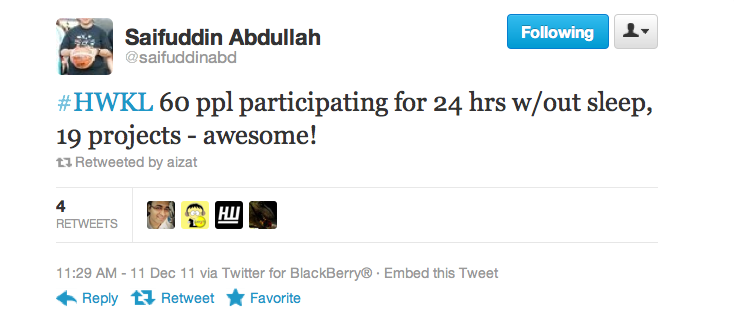 Saifuddin Abdullah
@saifuddinabd
Following
#HWKL 60 ppl participating for 24 hrs w/out sleep,
19 projects - awesome!
Retweeted by aizat
4
RETWEETS
HW
11:29 AM - 11 Dec 11 via Twitter for BlackBerry® · Embed this Tweet
Reply Retweet Favorite